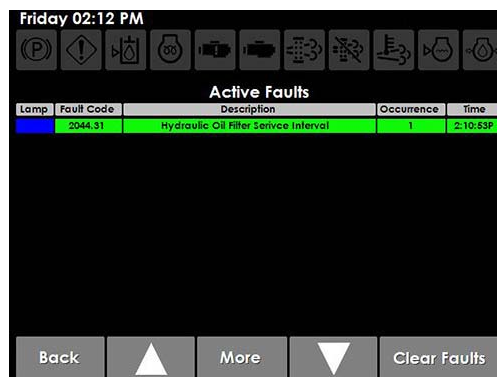 Friday 02:12 PM
Active Faults
Lamp Fault Code Description Occurrence Time
2044.31 Hydraulic Oil Filter Serivce Interval 1 2:10:53P
Back More Clear Faults